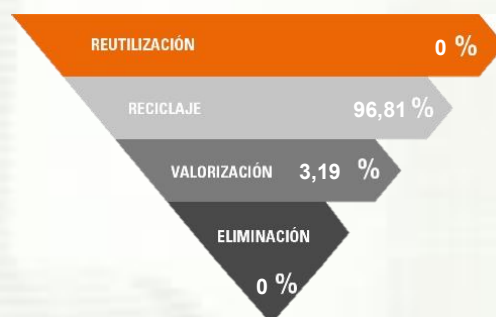 REUTILIZACIÓN 0 %
RECICLAJE 96,81 %
VALORIZACIÓN 3,19 %
ELIMINACIÓN
0 %